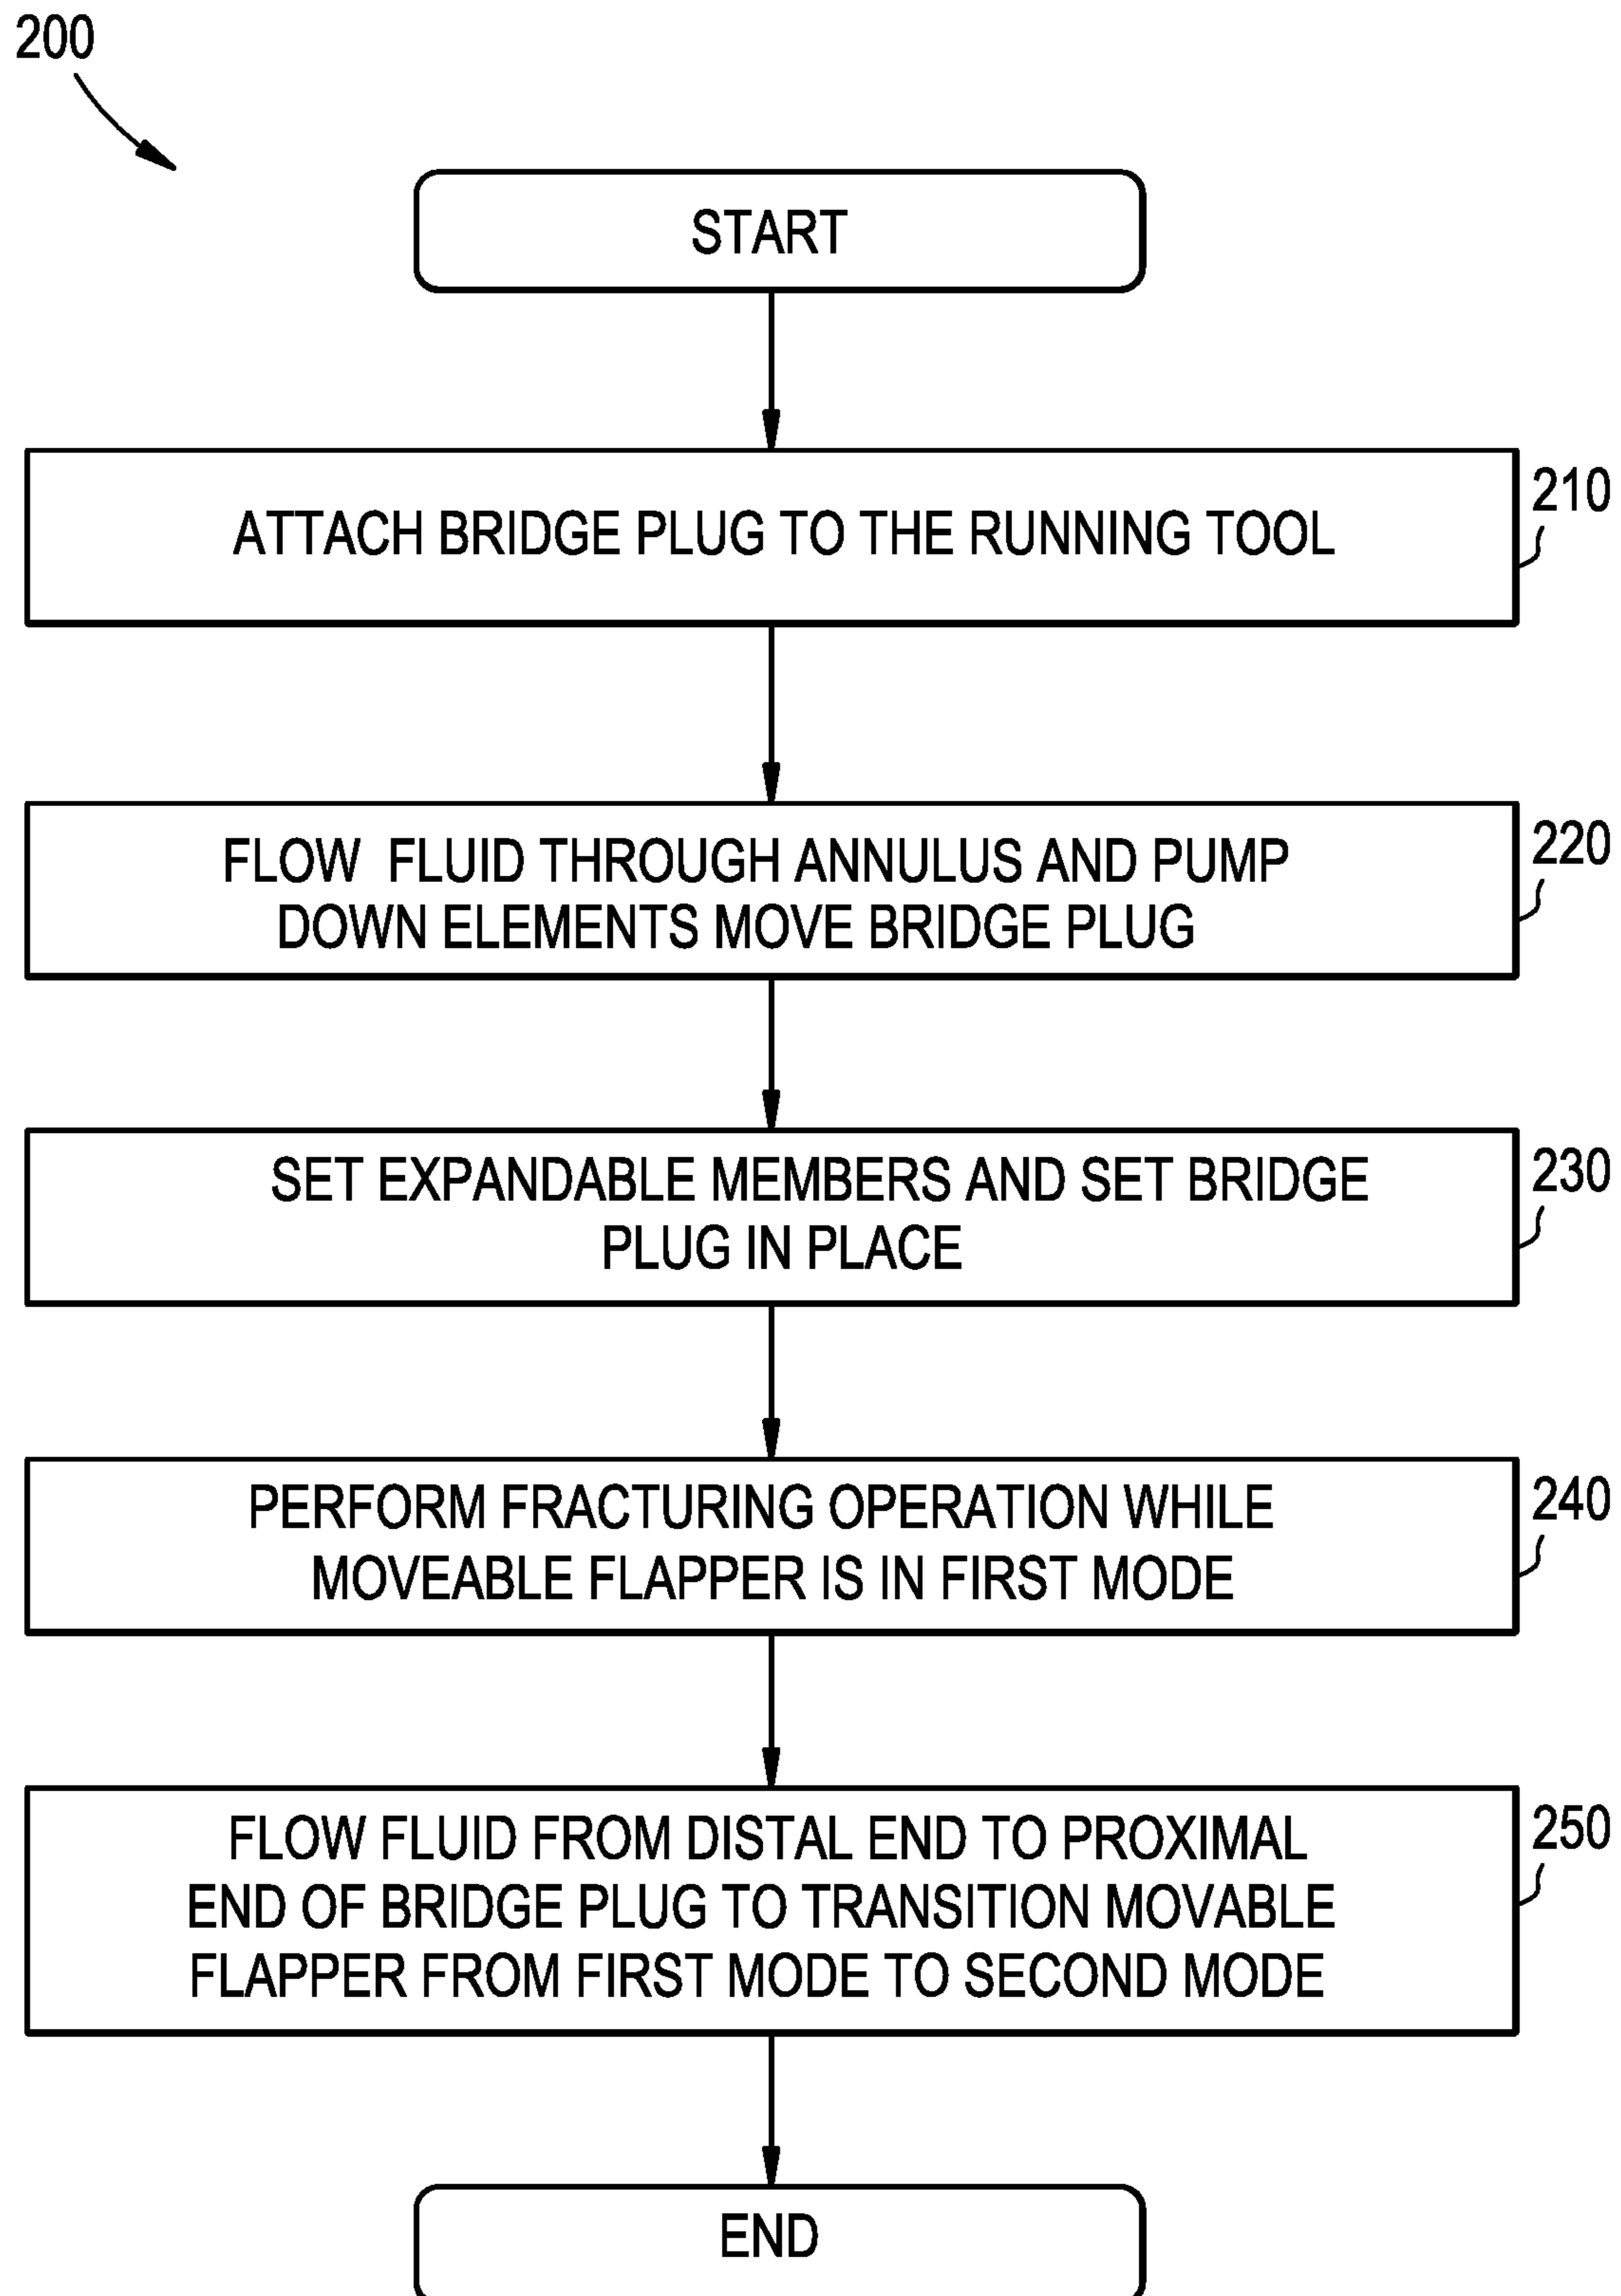 200
START
ATTACH BRIDGE PLUG TO THE RUNNING TOOL
210
FLOW FLUID THROUGH ANNULUS AND PUMP
DOWN ELEMENTS MOVE BRIDGE PLUG
220
SET EXPANDABLE MEMBERS AND SET BRIDGE
PLUG IN PLACE
230
PERFORM FRACTURING OPERATION WHILE
MOVEABLE FLAPPER IS IN FIRST MODE
240
FLOW FLUID FROM DISTAL END TO PROXIMAL
END OF BRIDGE PLUG TO TRANSITION MOVABLE
FLAPPER FROM FIRST MODE TO SECOND MODE
250
END